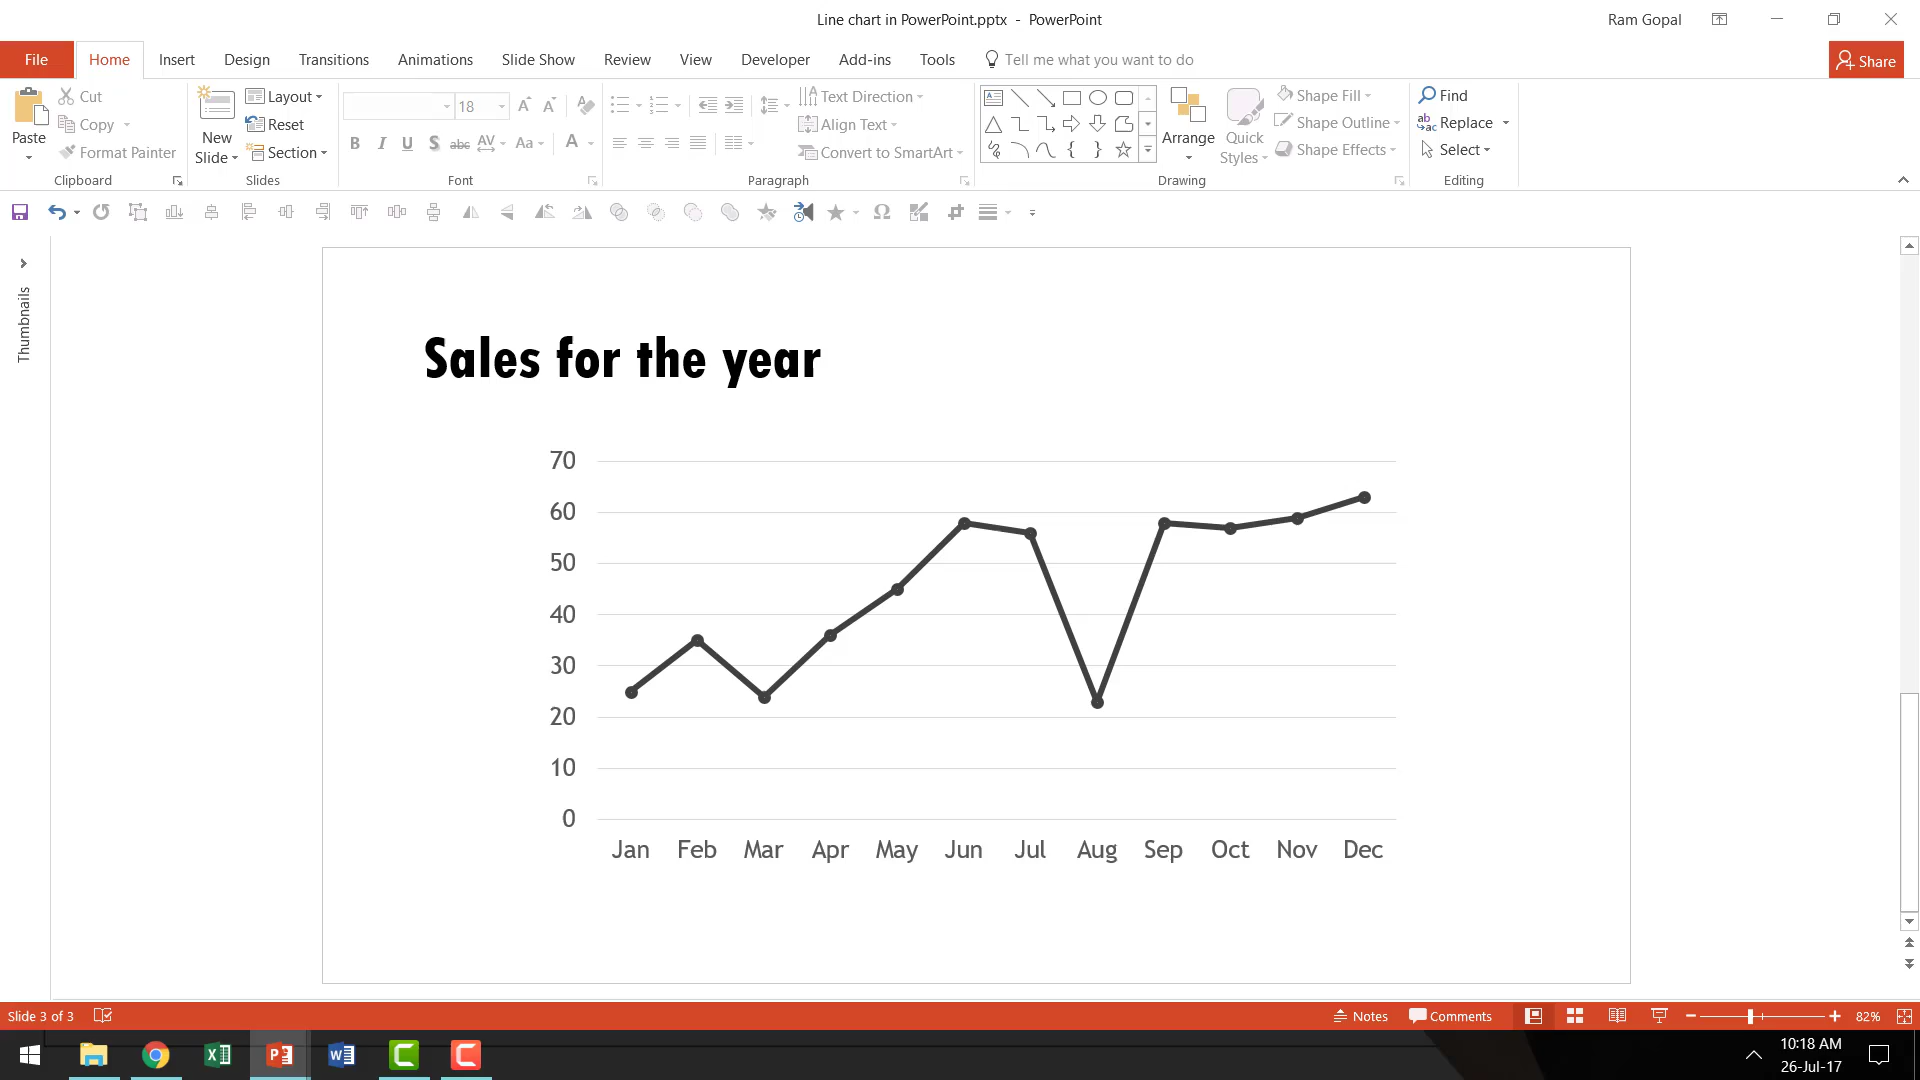 Line chart in PowerPoint.pptx - PowerPoint
Ram Gopal
File Home Insert Design Transitions Animations Slide Show Review View Developer Add-ins Tools Tell me what you want to do Share
Paste
Cut
Copy
Format Painter
Clipboard
New Slide
Layout
Reset
Section
Slides
18
B I U S abc AV Aa A
Font
Text Direction
Align Text
Convert to SmartArt
Paragraph
Arrange
Quick Styles
Shape Fill
Shape Outline
Shape Effects
Drawing
Find
Replace
Select
Editing
Thumbnails
Sales for the year
70
60
50
40
30
20
10
0
Jan Feb Mar Apr May Jun Jul Aug Sep Oct Nov Dec
Slide 3 of 3
Notes Comments 82%
10:18 AM
26-Jul-17